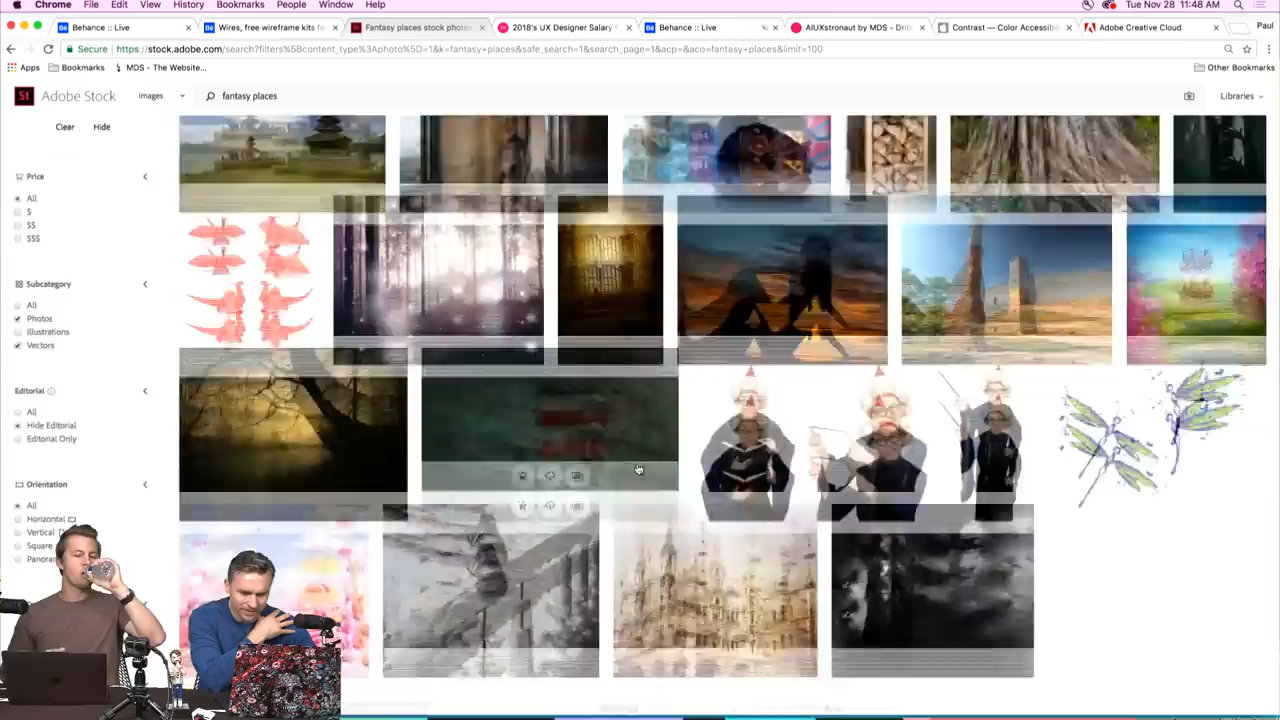 Chrome File Edit View History Bookmarks People Window Help Tue Nov 28 11:48 AM
Behance :: Live × Wires, free wireframe kits fo × Fantasy places stock photos, × 2018's UX Designer Salary × Behance :: Live × AIUXstronaut by MDS - Drib × Contrast — Color Accessibi × Adobe Creative Cloud × Paul
Secure https://stock.adobe.com/search?filters%5Bcontent_type%3Aphoto%5D=1&k=fantasy+places&safe_search=1&search_page=1&acp=&aco=fantasy+places&limit=100
Apps Bookmarks MDS - The Website... Other Bookmarks
St Adobe Stock Images fantasy places Libraries
Clear Hide
Price
All
$
$$
$$$
Subcategory
All
Photos
Illustrations
Vectors
Editorial
All
Hide Editorial
Editorial Only
Orientation
All
Horizontal
Vertical
Square
Panoram